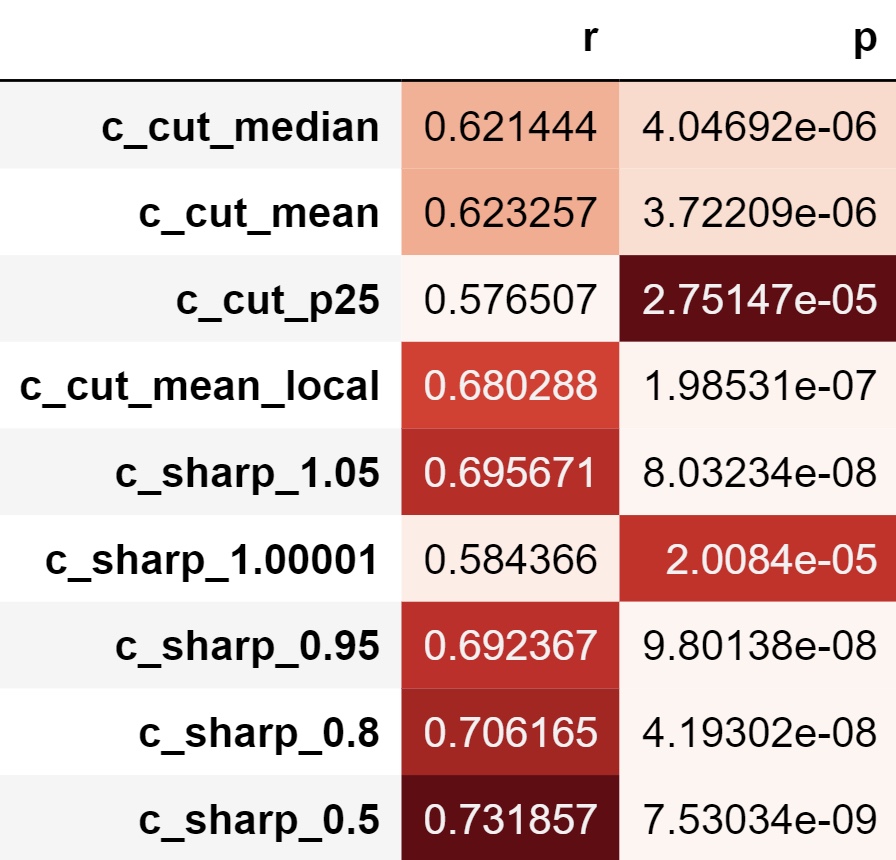 r p
c_cut_median 0.621444 4.04692e-06
c_cut_mean 0.623257 3.72209e-06
c_cut_p25 0.576507 2.75147e-05
c_cut_mean_local 0.680288 1.98531e-07
c_sharp_1.05 0.695671 8.03234e-08
c_sharp_1.00001 0.584366 2.0084e-05
c_sharp_0.95 0.692367 9.80138e-08
c_sharp_0.8 0.706165 4.19302e-08
c_sharp_0.5 0.731857 7.53034e-09